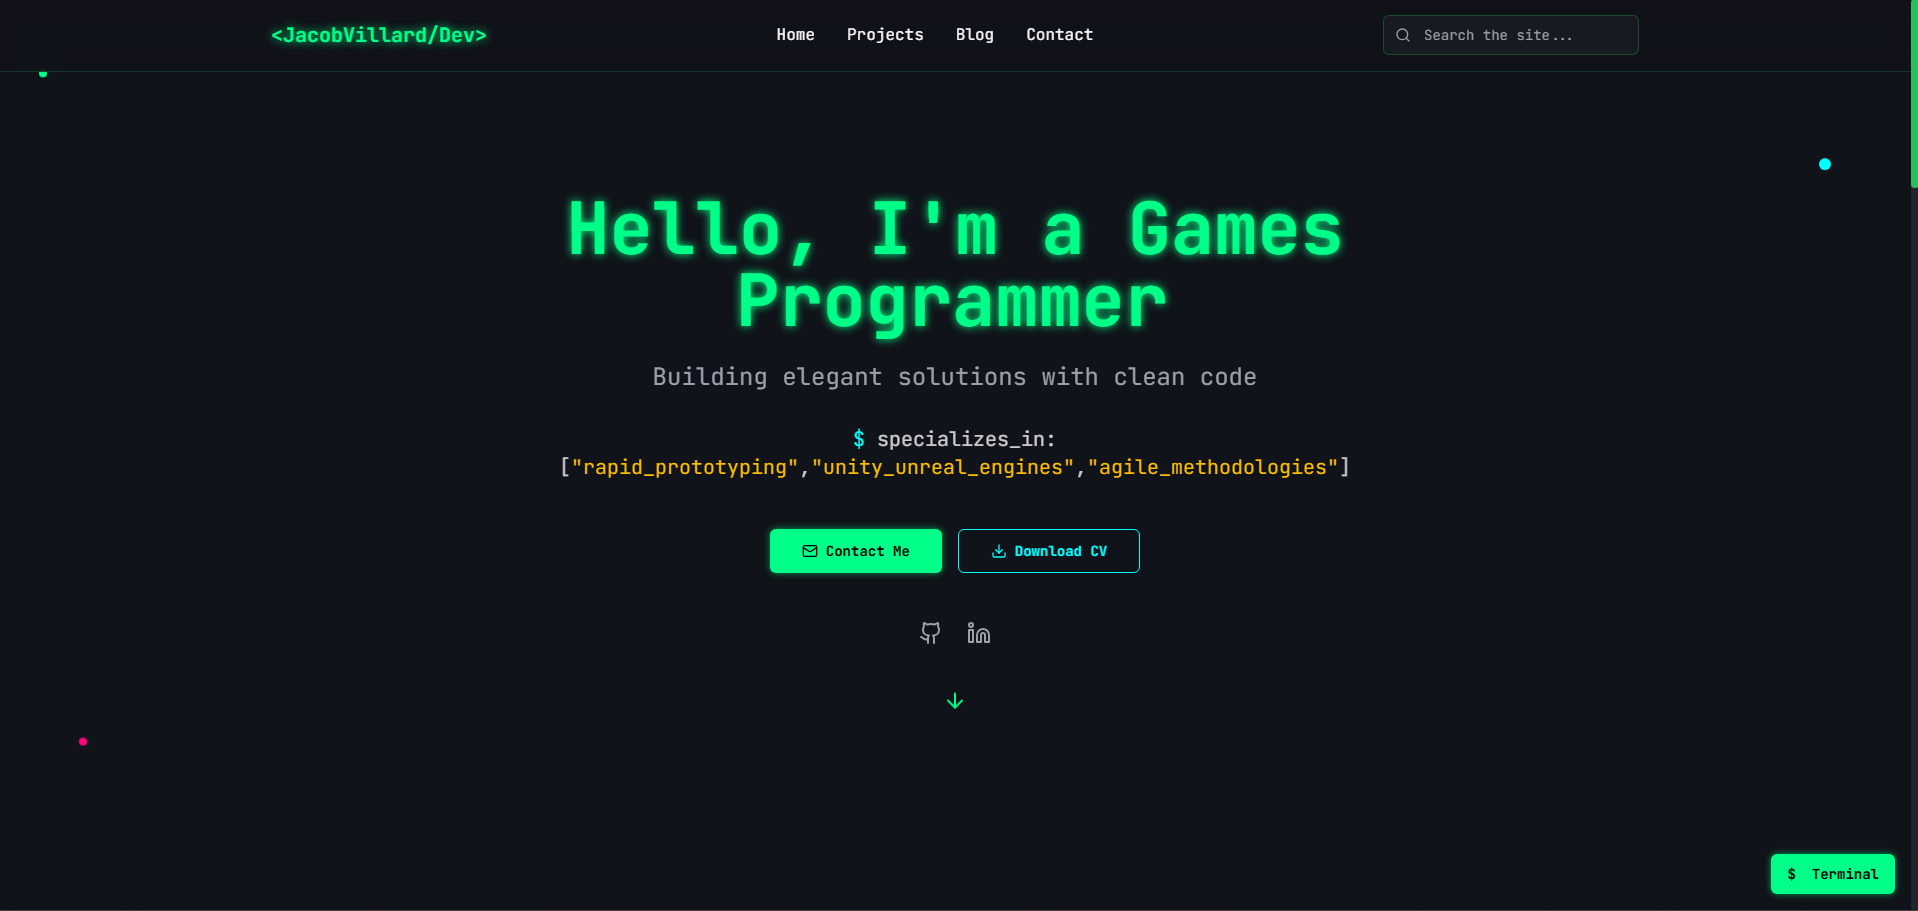 <JacobVillard/Dev>
Home Projects Blog Contact
Search the site...
Hello, I'm a Games
Programmer
Building elegant solutions with clean code
$ specializes_in:
["rapid_prototyping","unity_unreal_engines","agile_methodologies"]
Contact Me
Download CV
$ Terminal